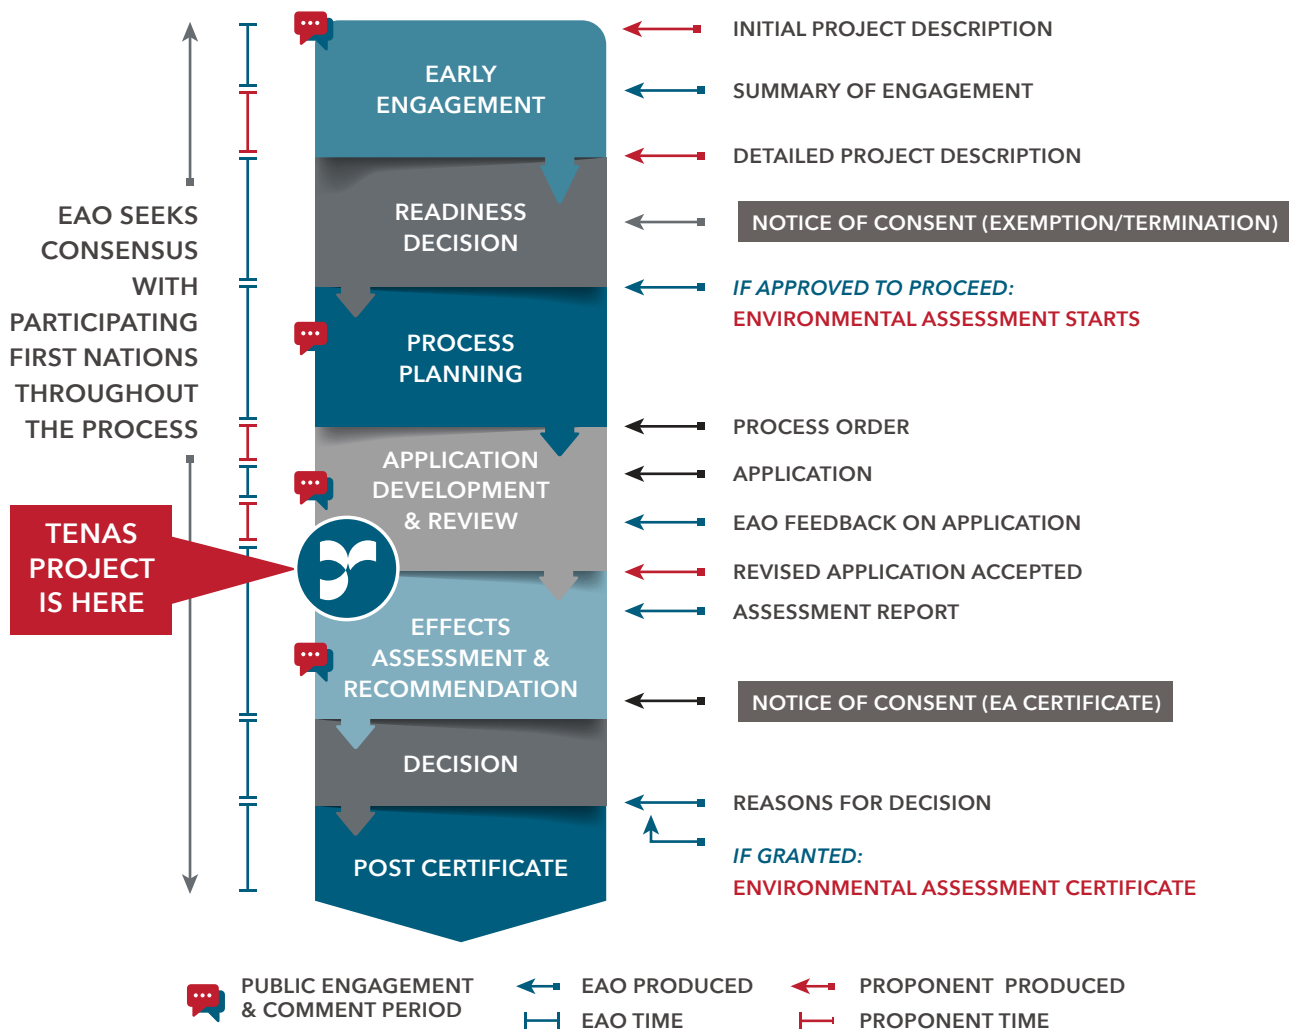 EAO SEEKS
CONSENSUS
WITH
PARTICIPATING
FIRST NATIONS
THROUGHOUT
THE PROCESS
TENAS
PROJECT
IS HERE
EARLY
ENGAGEMENT
READINESS
DECISION
PROCESS
PLANNING
APPLICATION
DEVELOPMENT
& REVIEW
EFFECTS
ASSESSMENT &
RECOMMENDATION
DECISION
POST CERTIFICATE
INITIAL PROJECT DESCRIPTION
SUMMARY OF ENGAGEMENT
DETAILED PROJECT DESCRIPTION
NOTICE OF CONSENT (EXEMPTION/TERMINATION)
IF APPROVED TO PROCEED:
ENVIRONMENTAL ASSESSMENT STARTS
PROCESS ORDER
APPLICATION
EAO FEEDBACK ON APPLICATION
REVISED APPLICATION ACCEPTED
ASSESSMENT REPORT
NOTICE OF CONSENT (EA CERTIFICATE)
REASONS FOR DECISION
IF GRANTED:
ENVIRONMENTAL ASSESSMENT CERTIFICATE
PUBLIC ENGAGEMENT
& COMMENT PERIOD
EAO PRODUCED
EAO TIME
PROPONENT PRODUCED
PROPONENT TIME